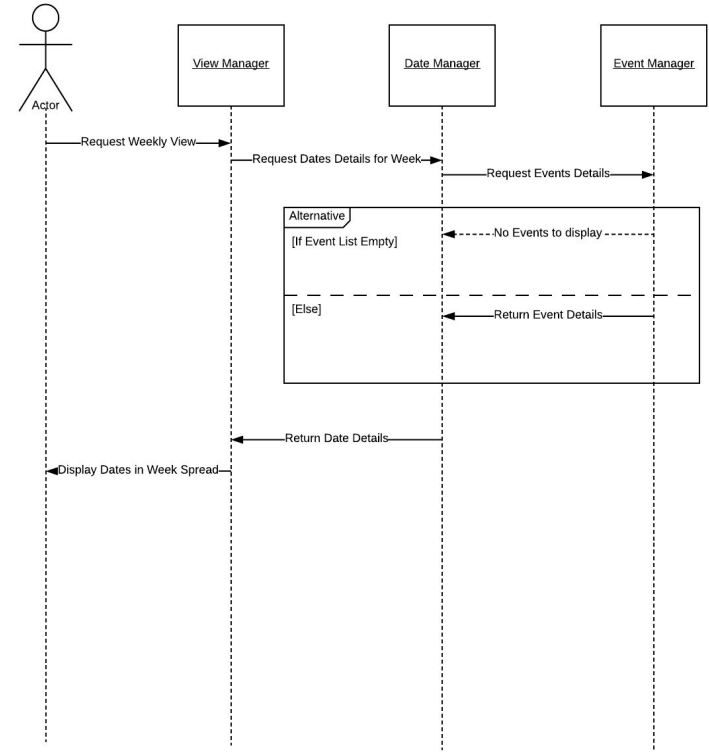 Actor
View Manager
Date Manager
Event Manager
Request Weekly View
Request Dates Details for Week
Request Events Details
Alternative
[If Event List Empty]
No Events to display
[Else]
Return Event Details
Return Date Details
Display Dates in Week Spread